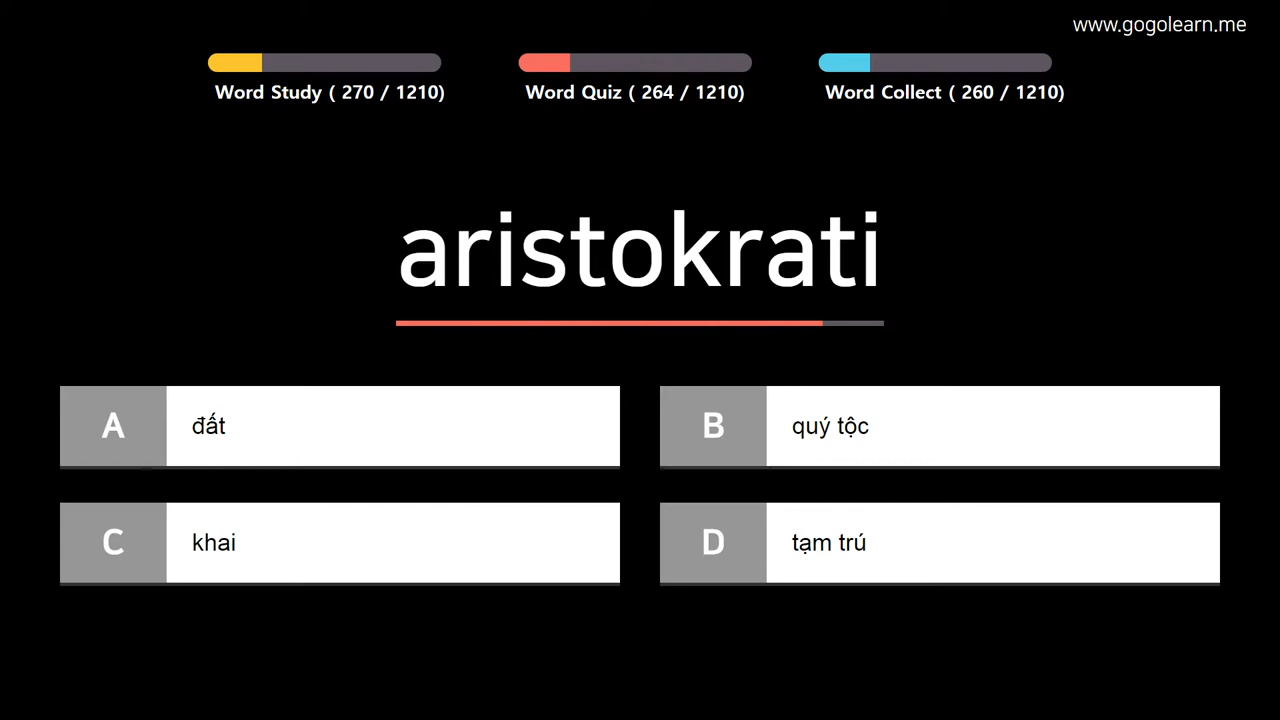 www.gogolearn.me
Word Study ( 270 / 1210)
Word Quiz ( 264 / 1210)
Word Collect ( 260 / 1210)
aristokrati
A
đất
B
quý tộc
C
khai
D
tạm trú